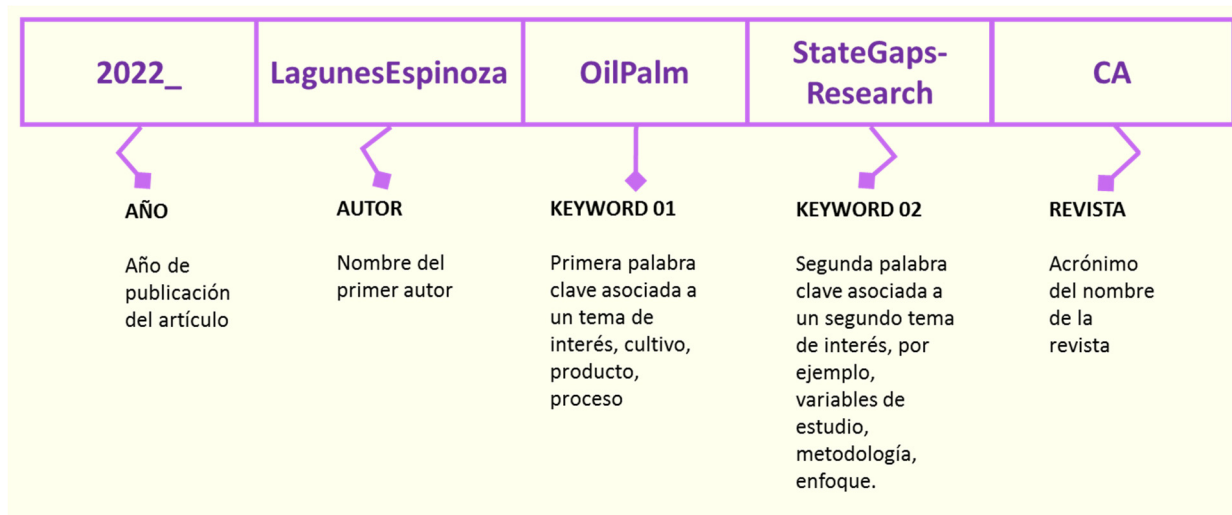 2022_
LagunesEspinoza
OilPalm
StateGaps-
Research
CA
AÑO
Año de
publicación
del artículo
AUTOR
Nombre del
primer autor
KEYWORD 01
Primera palabra
clave asociada a
un tema de
interés, cultivo,
producto,
proceso
KEYWORD 02
Segunda palabra
clave asociada a
un segundo tema
de interés, por
ejemplo,
variables de
estudio,
metodología,
enfoque.
REVISTA
Acrónimo
del nombre
de la
revista